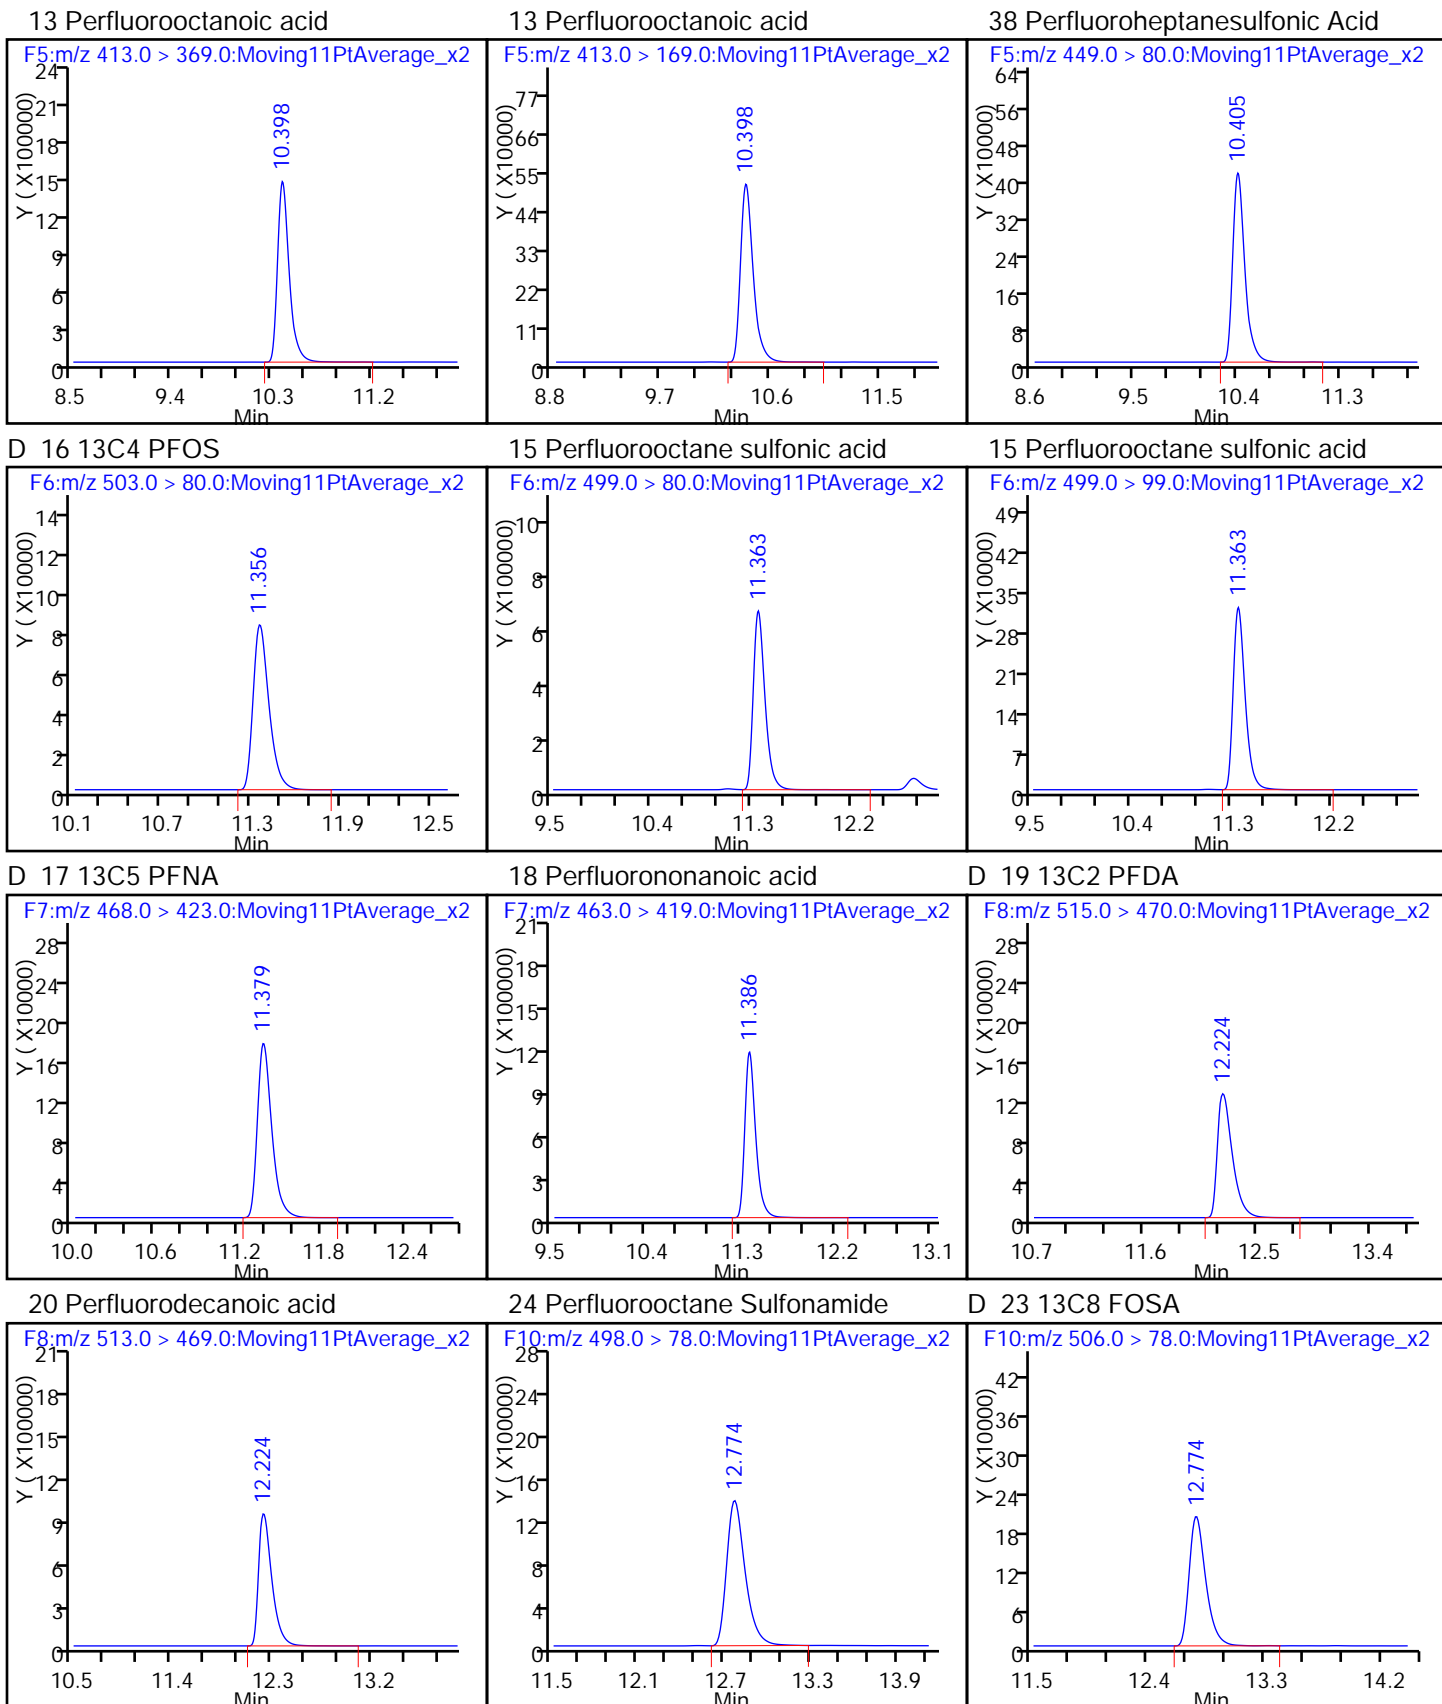 13 Perfluorooctanoic acid
F5:m/z 413.0 > 369.0:Moving11PtAverage_x2
Y ( X100000)
24
21
18
15
12
9
6
3
0
10.398
8.5 9.4 10.3 11.2
Min
13 Perfluorooctanoic acid
F5:m/z 413.0 > 169.0:Moving11PtAverage_x2
Y ( X10000)
77
66
55
44
33
22
11
0
10.398
8.8 9.7 10.6 11.5
Min
38 Perfluoroheptanesulfonic Acid
F5:m/z 449.0 > 80.0:Moving11PtAverage_x2
Y ( X10000)
64
56
48
40
32
24
16
8
0
10.405
8.6 9.5 10.4 11.3
Min
D 16 13C4 PFOS
F6:m/z 503.0 > 80.0:Moving11PtAverage_x2
Y ( X10000)
14
12
10
8
6
4
2
0
11.356
10.1 10.7 11.3 11.9 12.5
Min
15 Perfluorooctane sulfonic acid
F6:m/z 499.0 > 80.0:Moving11PtAverage_x2
Y ( X100000)
10
8
6
4
2
0
11.363
9.5 10.4 11.3 12.2
Min
15 Perfluorooctane sulfonic acid
F6:m/z 499.0 > 99.0:Moving11PtAverage_x2
Y ( X10000)
49
42
35
28
21
14
7
0
11.363
9.5 10.4 11.3 12.2
Min
D 17 13C5 PFNA
F7:m/z 468.0 > 423.0:Moving11PtAverage_x2
Y ( X10000)
28
24
20
16
12
8
4
0
11.379
10.0 10.6 11.2 11.8 12.4
Min
18 Perfluorononanoic acid
F7:m/z 463.0 > 419.0:Moving11PtAverage_x2
Y ( X100000)
21
18
15
12
9
6
3
0
11.386
9.5 10.4 11.3 12.2 13.1
Min
D 19 13C2 PFDA
F8:m/z 515.0 > 470.0:Moving11PtAverage_x2
Y ( X10000)
28
24
20
16
12
8
4
0
12.224
10.7 11.6 12.5 13.4
Min
20 Perfluorodecanoic acid
F8:m/z 513.0 > 469.0:Moving11PtAverage_x2
Y ( X100000)
21
18
15
12
9
6
3
0
12.224
10.5 11.4 12.3 13.2
Min
24 Perfluorooctane Sulfonamide
F10:m/z 498.0 > 78.0:Moving11PtAverage_x2
Y ( X100000)
28
24
20
16
12
8
4
0
12.774
11.5 12.1 12.7 13.3 13.9
Min
D 23 13C8 FOSA
F10:m/z 506.0 > 78.0:Moving11PtAverage_x2
Y ( X10000)
42
36
30
24
18
12
6
0
12.774
11.5 12.4 13.3 14.2
Min